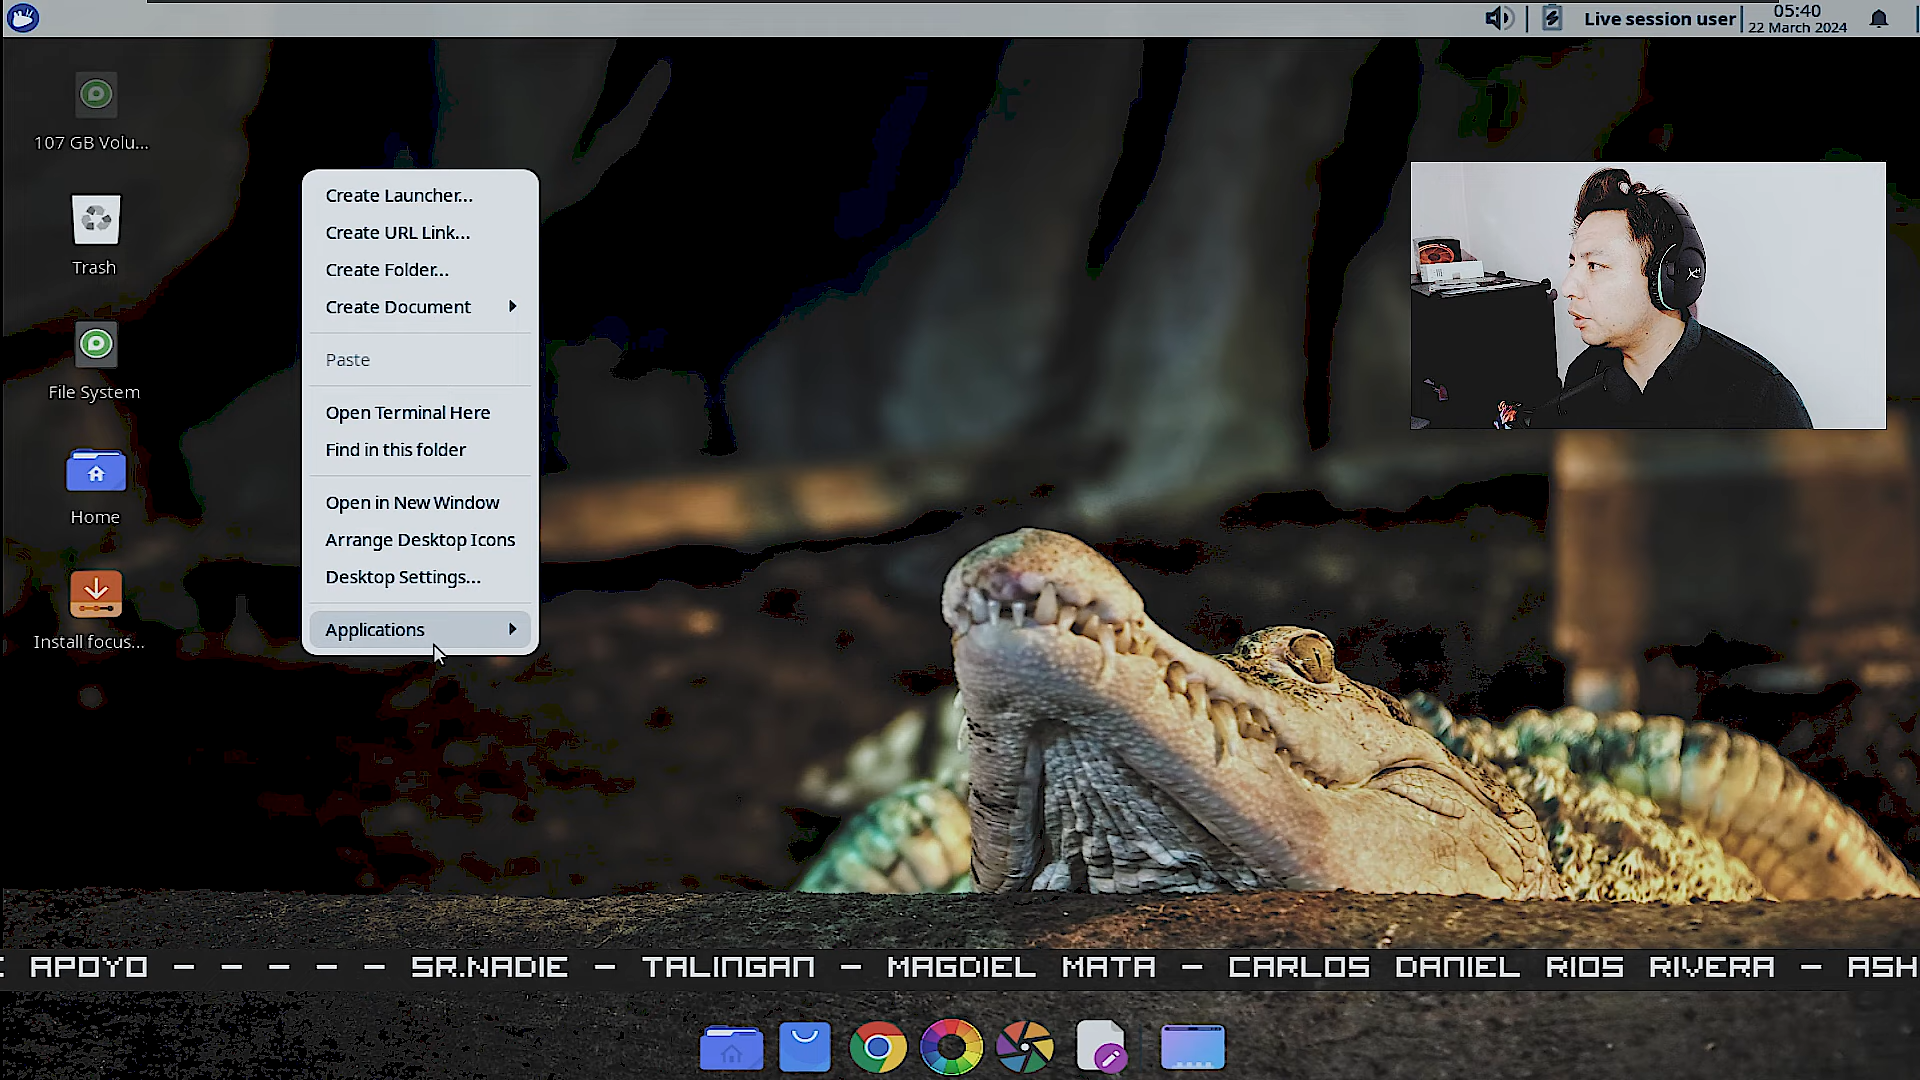 Live session user
05:40
22 March 2024
107 GB Volu...
Trash
File System
Home
Install focus...
Create Launcher...
Create URL Link...
Create Folder...
Create Document
Paste
Open Terminal Here
Find in this folder
Open in New Window
Arrange Desktop Icons
Desktop Settings...
Applications
APOYO - - - - - SR.NADIE - TALINGAN - MAGDIEL MATA - CARLOS DANIEL RIOS RIVERA - ASH